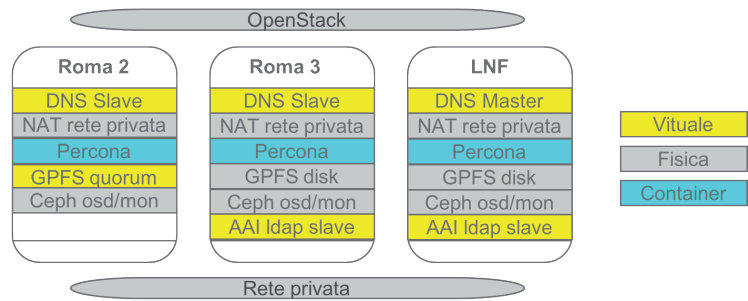 OpenStack
Roma 2
DNS Slave
NAT rete privata
Percona
GPFS quorum
Ceph osd/mon
Roma 3
DNS Slave
NAT rete privata
Percona
GPFS disk
Ceph osd/mon
AAI ldap slave
LNF
DNS Master
NAT rete privata
Percona
GPFS disk
Ceph osd/mon
AAI ldap slave
Vituale
Fisica
Container
Rete privata